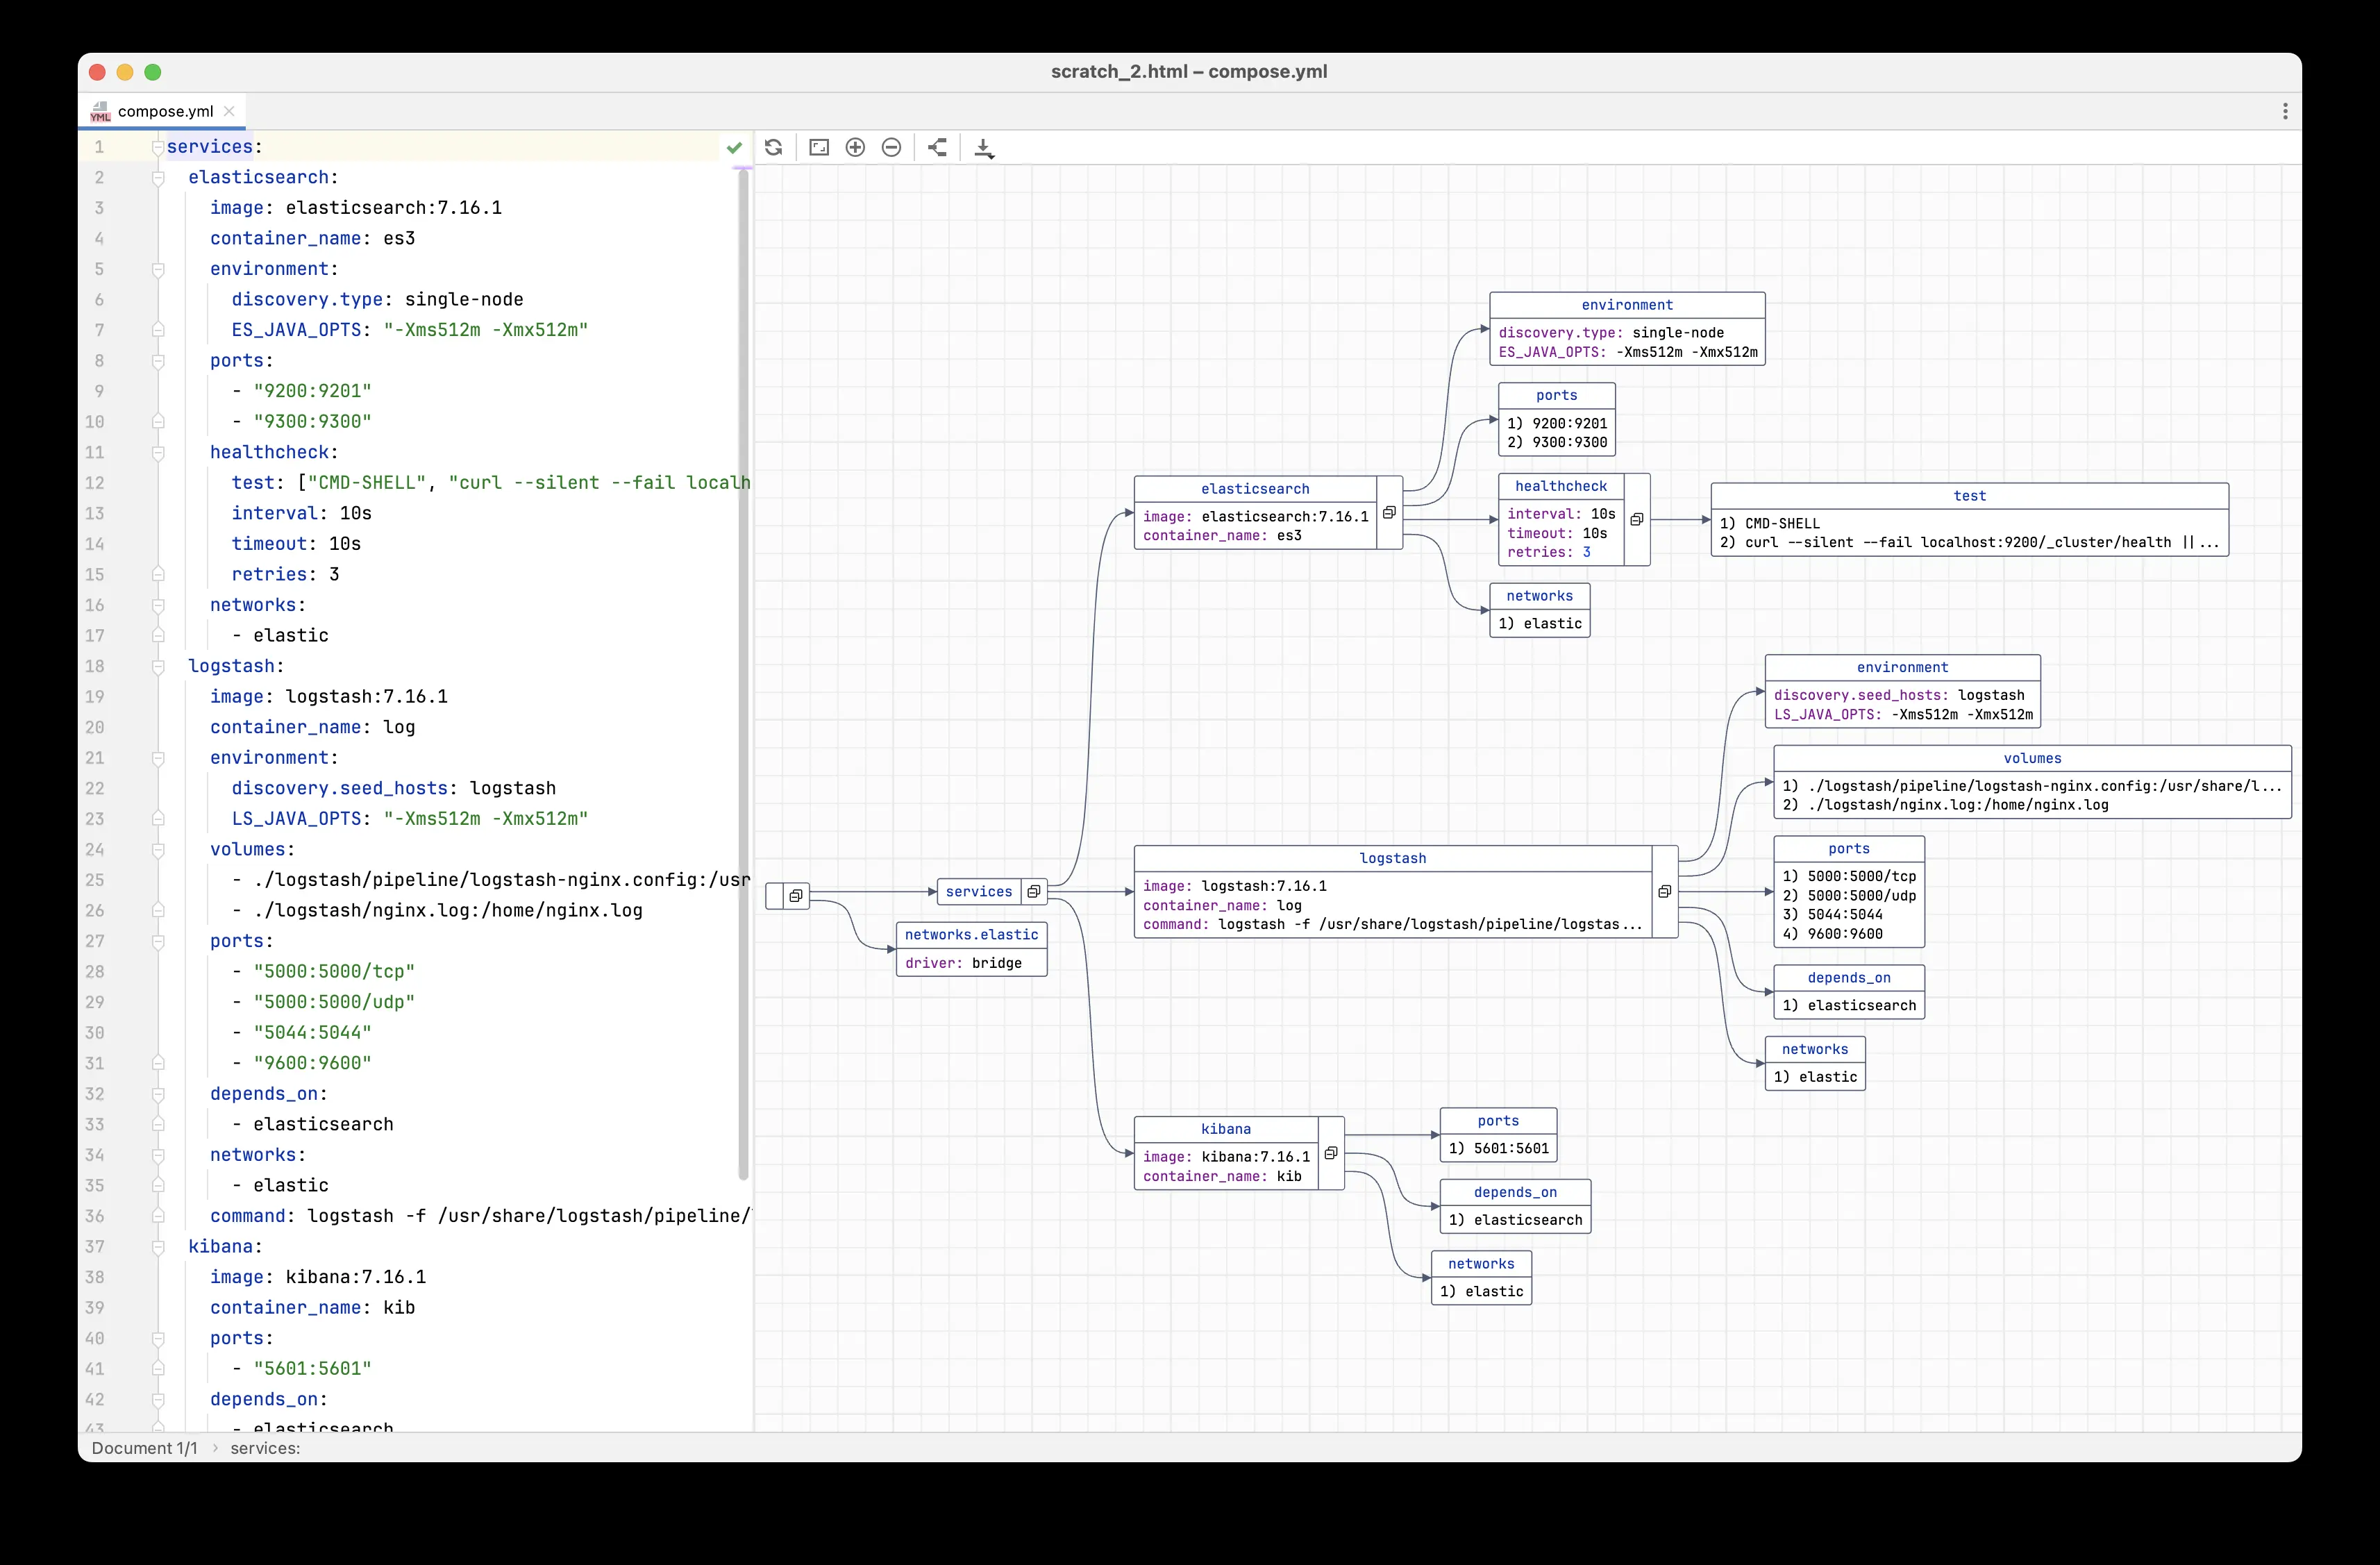 scratch_2.html – compose.yml
YML compose.yml
1 services:
2 elasticsearch:
3 image: elasticsearch:7.16.1
4 container_name: es3
5 environment:
6 discovery.type: single-node
7 ES_JAVA_OPTS: "-Xms512m -Xmx512m"
8 ports:
9 - "9200:9201"
10 - "9300:9300"
11 healthcheck:
12 test: ["CMD-SHELL", "curl --silent --fail localh
13 interval: 10s
14 timeout: 10s
15 retries: 3
16 networks:
17 - elastic
18 logstash:
19 image: logstash:7.16.1
20 container_name: log
21 environment:
22 discovery.seed_hosts: logstash
23 LS_JAVA_OPTS: "-Xms512m -Xmx512m"
24 volumes:
25 - ./logstash/pipeline/logstash-nginx.config:/usr
26 - ./logstash/nginx.log:/home/nginx.log
27 ports:
28 - "5000:5000/tcp"
29 - "5000:5000/udp"
30 - "5044:5044"
31 - "9600:9600"
32 depends_on:
33 - elasticsearch
34 networks:
35 - elastic
36 command: logstash -f /usr/share/logstash/pipeline/
37 kibana:
38 image: kibana:7.16.1
39 container_name: kib
40 ports:
41 - "5601:5601"
42 depends_on:
43 - elasticsearch
services
networks.elastic
driver: bridge
elasticsearch
image: elasticsearch:7.16.1
container_name: es3
environment
discovery.type: single-node
ES_JAVA_OPTS: -Xms512m -Xmx512m
ports
1) 9200:9201
2) 9300:9300
healthcheck
interval: 10s
timeout: 10s
retries: 3
test
1) CMD-SHELL
2) curl --silent --fail localhost:9200/_cluster/health ||...
networks
1) elastic
logstash
image: logstash:7.16.1
container_name: log
command: logstash -f /usr/share/logstash/pipeline/logstas...
environment
discovery.seed_hosts: logstash
LS_JAVA_OPTS: -Xms512m -Xmx512m
volumes
1) ./logstash/pipeline/logstash-nginx.config:/usr/share/l...
2) ./logstash/nginx.log:/home/nginx.log
ports
1) 5000:5000/tcp
2) 5000:5000/udp
3) 5044:5044
4) 9600:9600
depends_on
1) elasticsearch
networks
1) elastic
kibana
image: kibana:7.16.1
container_name: kib
ports
1) 5601:5601
depends_on
1) elasticsearch
networks
1) elastic
Document 1/1 › services: